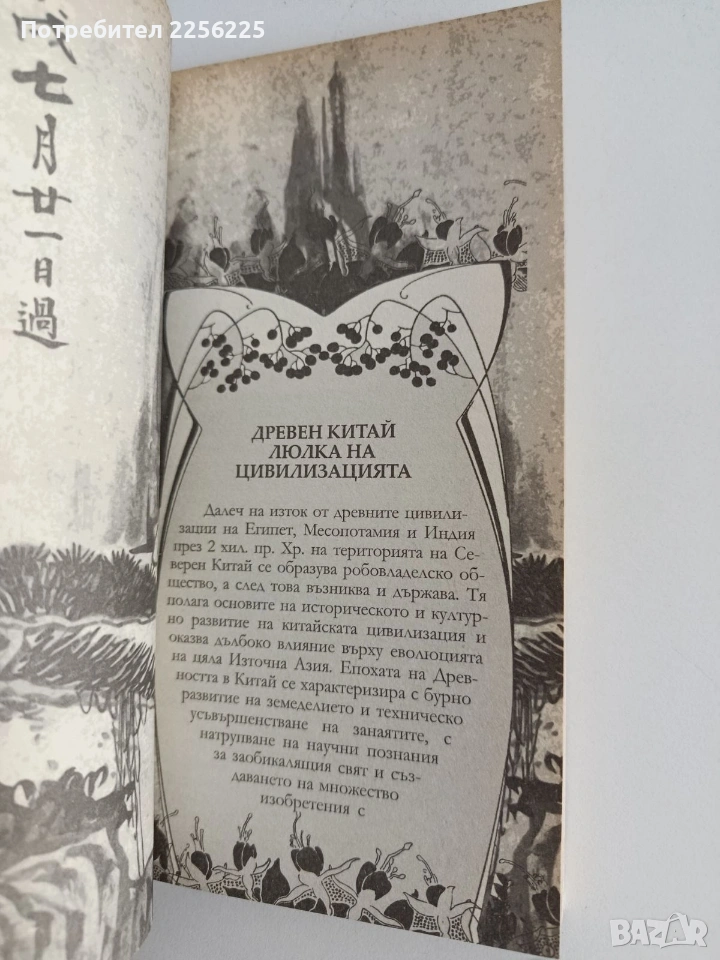 Потребител 2256225
七
月
廿
一
日
過
ДРЕВЕН КИТАЙ
ЛЮЛКА НА
ЦИВИЛИЗАЦИЯТА
Далеч на изток от древните цивили-
зации на Египет, Месопотамия и Индия
през 2 хил. пр. Хр. на територията на Се-
верен Китай се образува робовладелско об-
щество, а след това възниква и държава. Тя
полага основите на историческото и култур-
но развитие на китайската цивилизация и
оказва дълбоко влияние върху еволюцията
на цяла Източна Азия. Епохата на Древ-
ността в Китай се характеризира с бурно
развитие на земеделието и техническо
усъвършенстване на занаятите, с
натрупване на научни познания
за заобикалящия свят и съз-
даването на множество
изобретения с
BAZAR